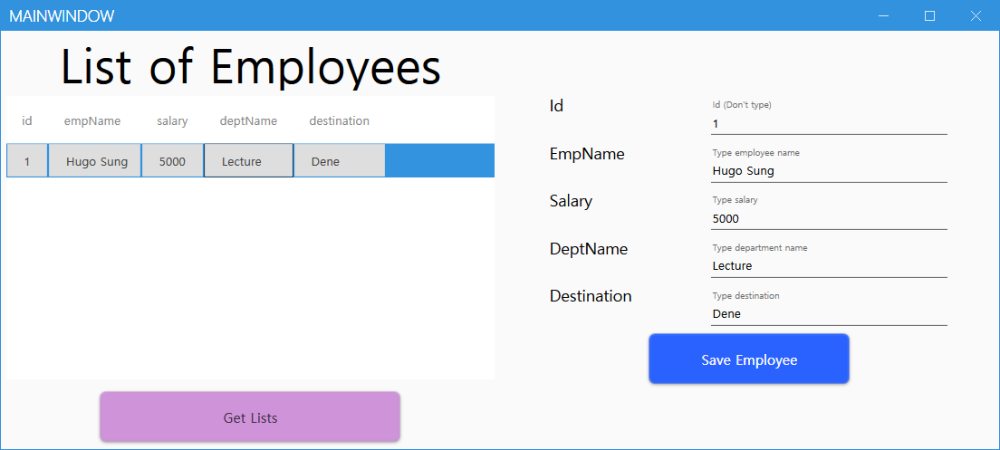 MAINWINDOW
List of Employees
id empName salary deptName destination
1 Hugo Sung 5000 Lecture Dene
Get Lists
Id
Id (Don't type)
1
EmpName
Type employee name
Hugo Sung
Salary
Type salary
5000
DeptName
Type department name
Lecture
Destination
Type destination
Dene
Save Employee